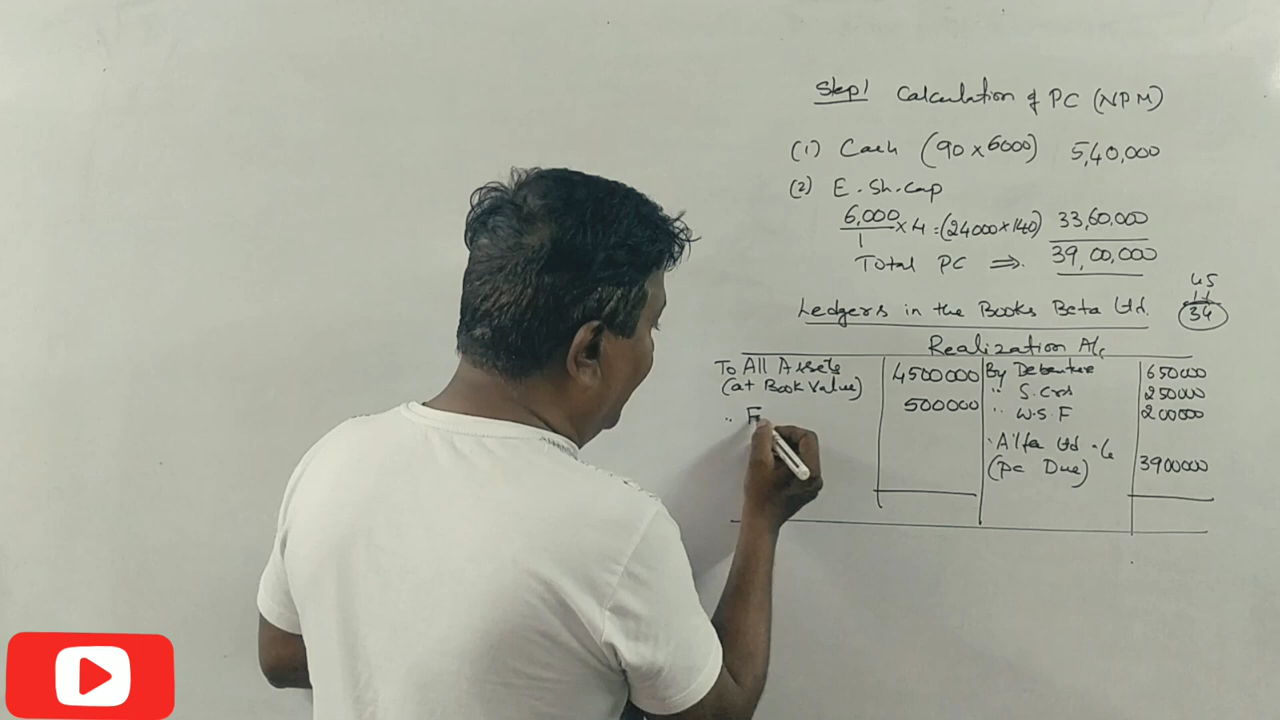 Step1 Calculation of PC (NPM)
(1) Cash (90 x 6000) 5,40,000
(2) E. Sh. cap
6,000/1 x 4 = (24000 x 140) 33,60,000
Total PC ⇒ 39,00,000
45
11
34
Ledgers in the Books Beta Ltd.
Realization A/c
To All Assets 4500000 By Debenture 650000
(at Book Value) " S. Crs 250000
" F 500000 " W.S.F 200000
" Alfa Ltd A/c
(PC Due) 3900000